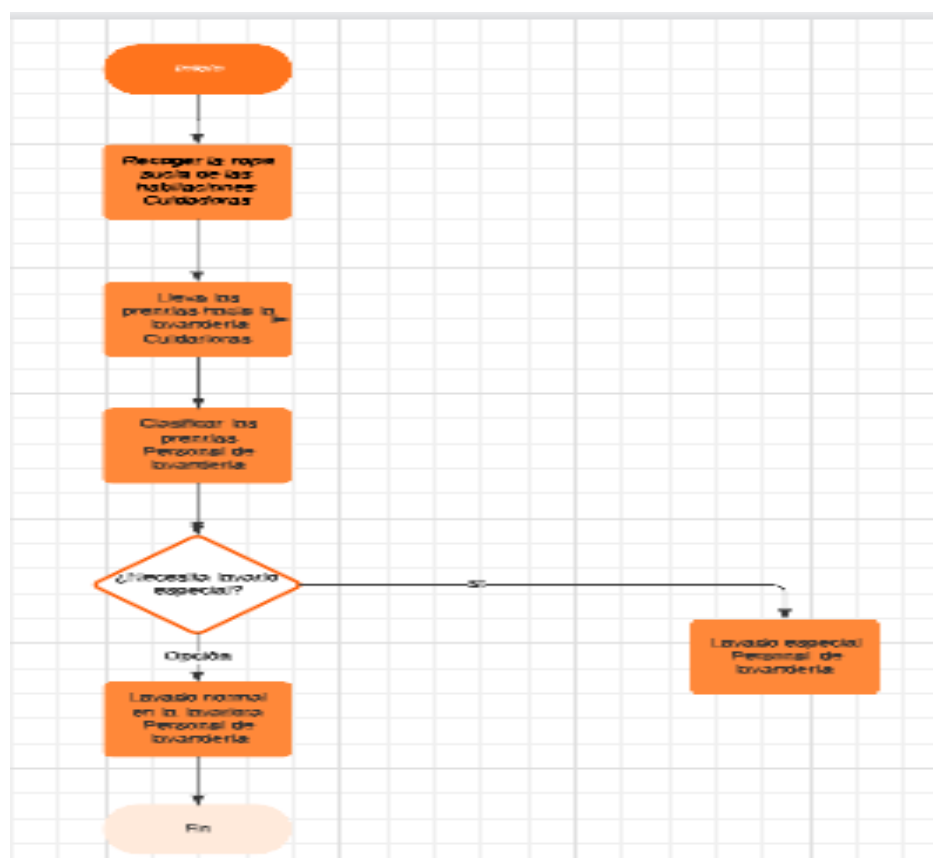 Recoger la ropa
sucia de las
habitaciones
Cuidadoras
Lleva las
prendas hacia la
lavandería
Cuidadoras
Clasificar las
prendas
Personal de
lavandería
¿Necesita lavado
especial?
Opción
Lavado especial
Personal de
lavandería
Lavado normal
en la lavadora
Personal de
lavandería
Fin